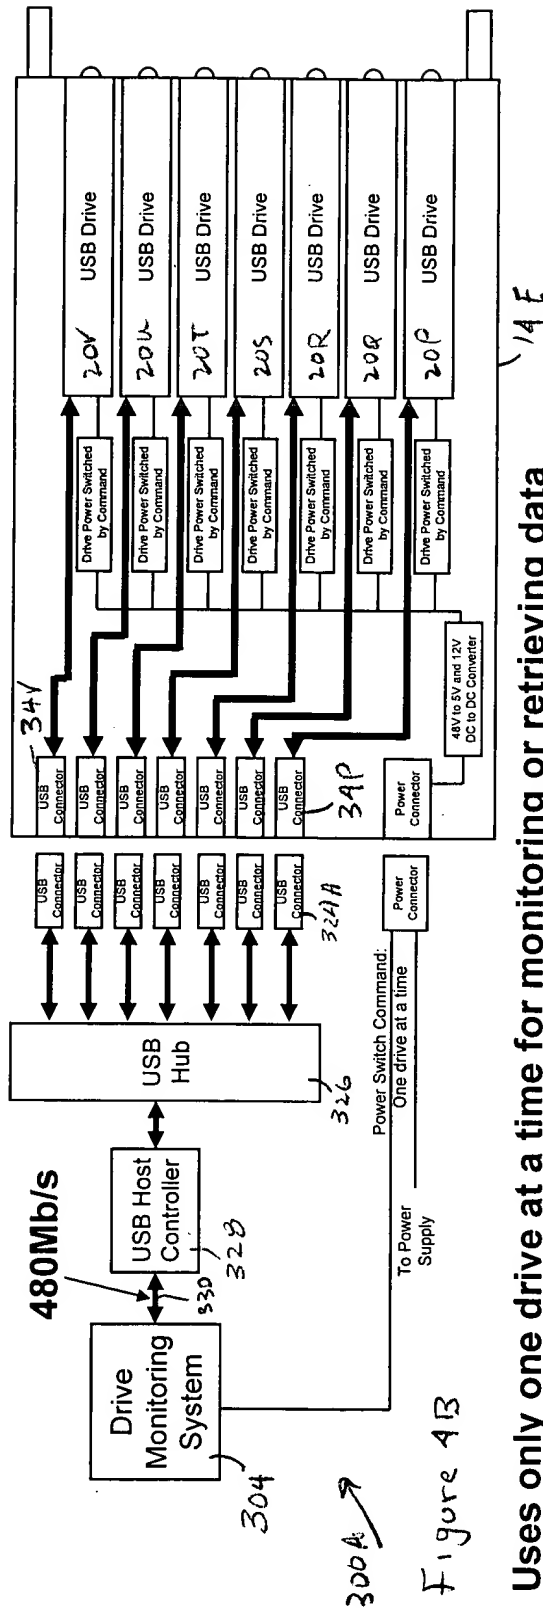 480Mb/s
Drive
Monitoring
System
304
330
USB Host
Controller
328
USB
Hub
326
USB
Connector
USB
Connector
USB
Connector
USB
Connector
USB
Connector
USB
Connector
USB
Connector
324A
34V
USB
Connector
USB
Connector
USB
Connector
USB
Connector
USB
Connector
USB
Connector
USB
Connector
34P
Drive Power Switched
by Command
20V USB Drive
Drive Power Switched
by Command
20U USB Drive
Drive Power Switched
by Command
20T USB Drive
Drive Power Switched
by Command
20S USB Drive
Drive Power Switched
by Command
20R USB Drive
Drive Power Switched
by Command
20Q USB Drive
Drive Power Switched
by Command
20P USB Drive
Power Switch Command:
One drive at a time
To Power
Supply
Power
Connector
Power
Connector
48V to 5V and 12V
DC to DC Converter
14E
300A
Figure 4B
Uses only one drive at a time for monitoring or retrieving data